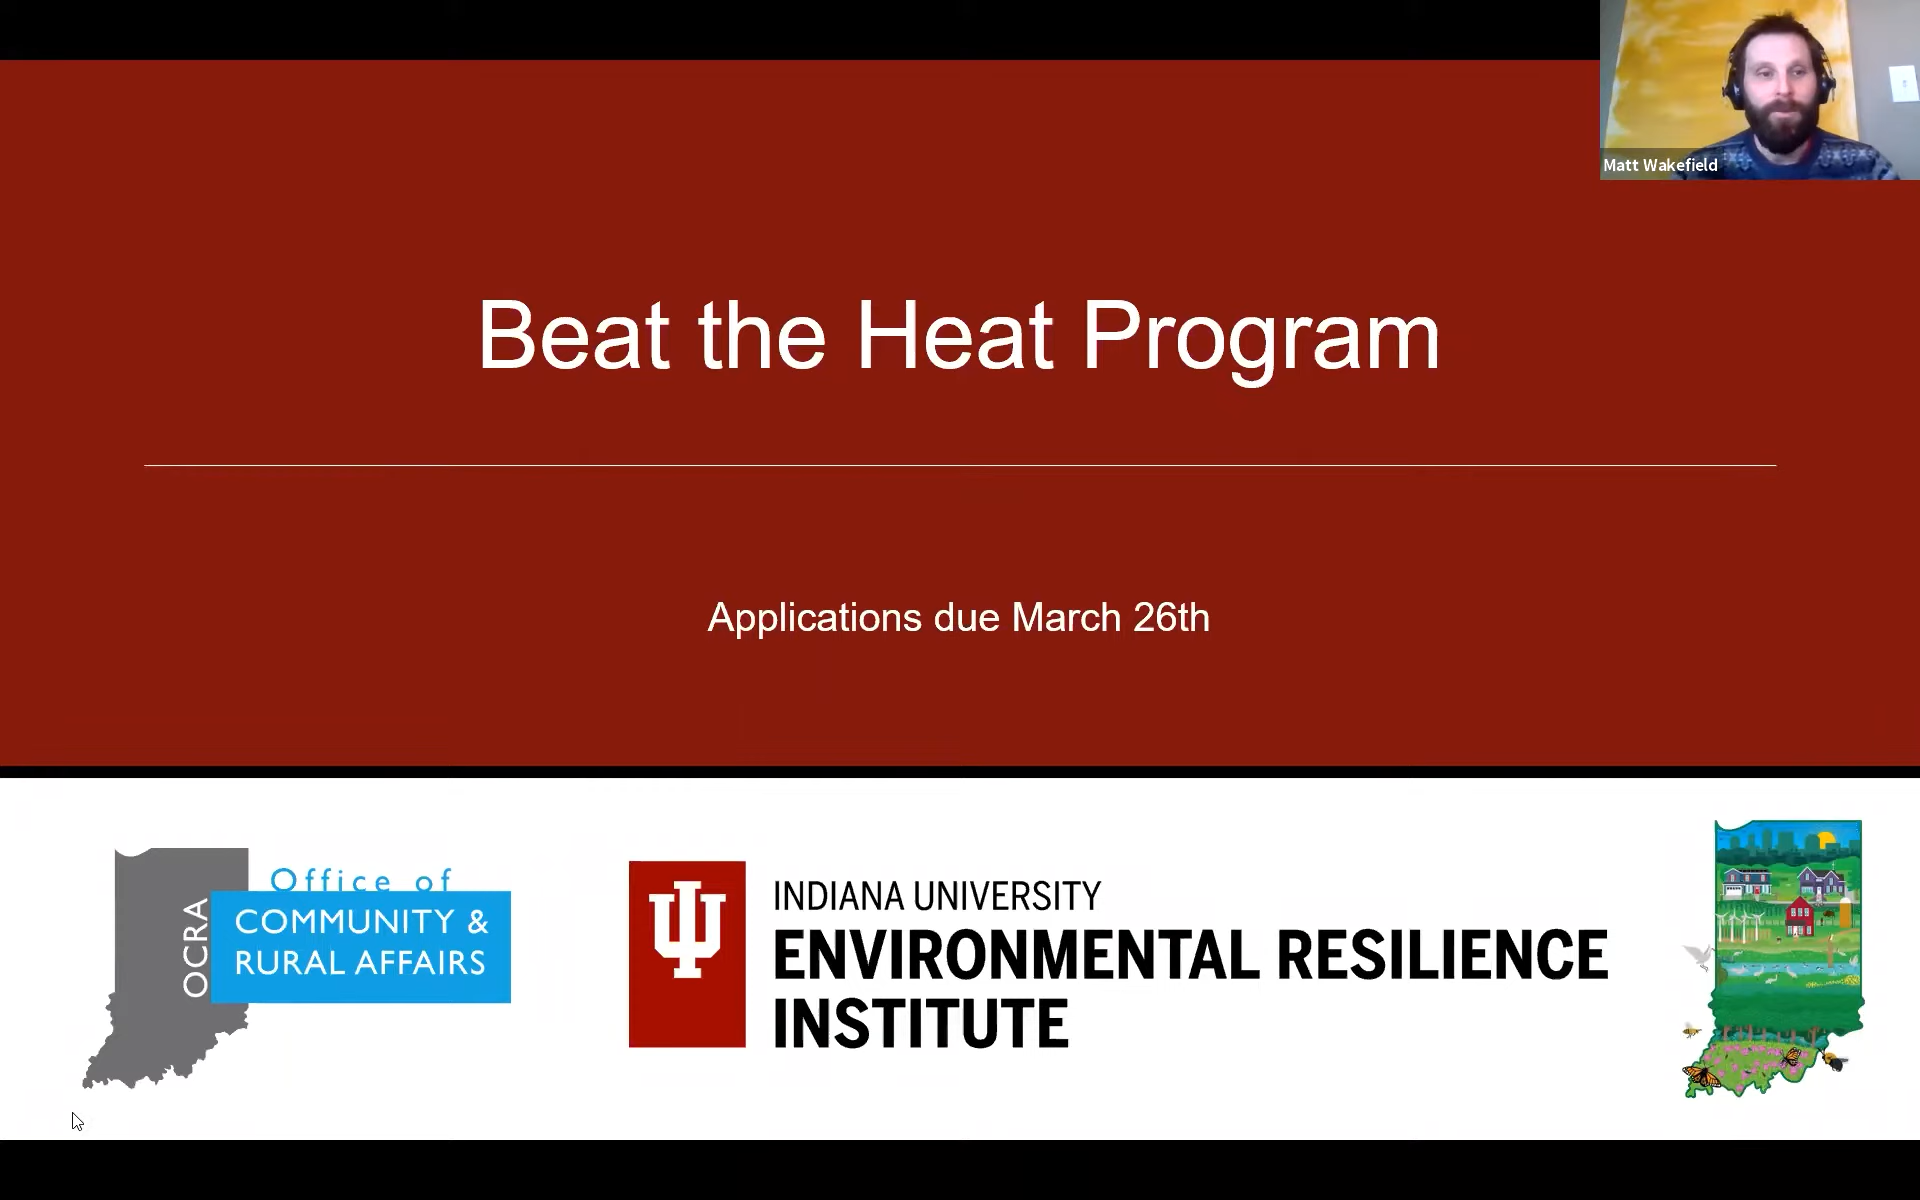 Matt Wakefield
Beat the Heat Program
Applications due March 26th
OCRA
Office of
COMMUNITY &
RURAL AFFAIRS
INDIANA UNIVERSITY
ENVIRONMENTAL RESILIENCE
INSTITUTE